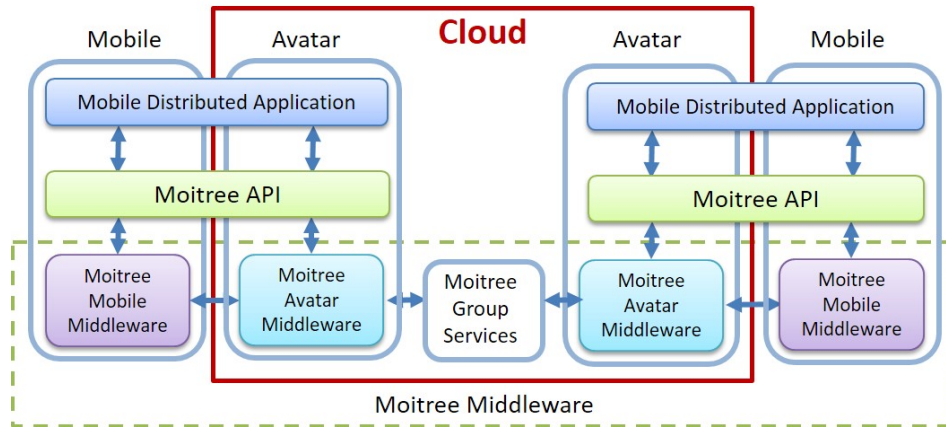 Cloud
Mobile
Avatar
Avatar
Mobile
Mobile Distributed Application
Mobile Distributed Application
Moitree API
Moitree API
Moitree
Mobile
Middleware
Moitree
Avatar
Middleware
Moitree
Group
Services
Moitree
Avatar
Middleware
Moitree
Mobile
Middleware
Moitree Middleware